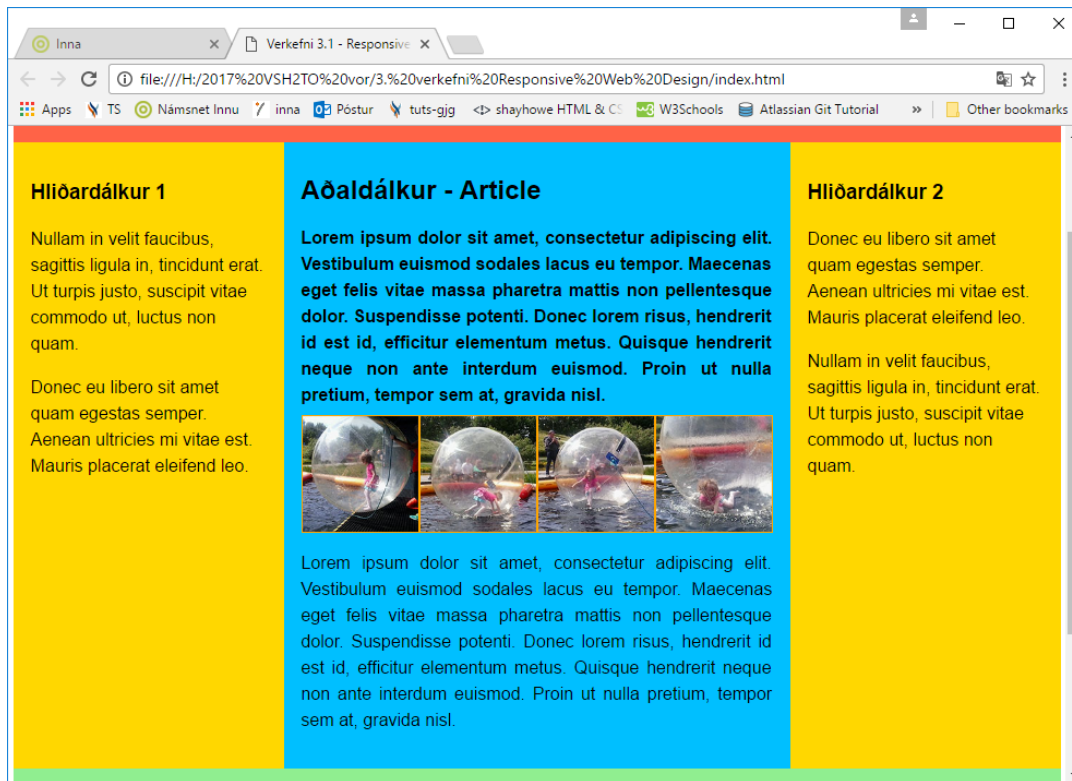 Inna
Verkefni 3.1 - Responsive
file:///H:/2017%20VSH2TO%20vor/3.%20verkefni%20Responsive%20Web%20Design/index.html
Apps TS Námsnet Innu inna Póstur tuts-gjg <> shayhowe HTML & CS W3Schools Atlassian Git Tutorial » Other bookmarks
Hliðardálkur 1
Nullam in velit faucibus,
sagittis ligula in, tincidunt erat.
Ut turpis justo, suscipit vitae
commodo ut, luctus non
quam.
Donec eu libero sit amet
quam egestas semper.
Aenean ultricies mi vitae est.
Mauris placerat eleifend leo.
Aðaldálkur - Article
Lorem ipsum dolor sit amet, consectetur adipiscing elit.
Vestibulum euismod sodales lacus eu tempor. Maecenas
eget felis vitae massa pharetra mattis non pellentesque
dolor. Suspendisse potenti. Donec lorem risus, hendrerit
id est id, efficitur elementum metus. Quisque hendrerit
neque non ante interdum euismod. Proin ut nulla
pretium, tempor sem at, gravida nisl.
Lorem ipsum dolor sit amet, consectetur adipiscing elit.
Vestibulum euismod sodales lacus eu tempor. Maecenas
eget felis vitae massa pharetra mattis non pellentesque
dolor. Suspendisse potenti. Donec lorem risus, hendrerit id
est id, efficitur elementum metus. Quisque hendrerit neque
non ante interdum euismod. Proin ut nulla pretium, tempor
sem at, gravida nisl.
Hliðardálkur 2
Donec eu libero sit amet
quam egestas semper.
Aenean ultricies mi vitae est.
Mauris placerat eleifend leo.
Nullam in velit faucibus,
sagittis ligula in, tincidunt erat.
Ut turpis justo, suscipit vitae
commodo ut, luctus non
quam.